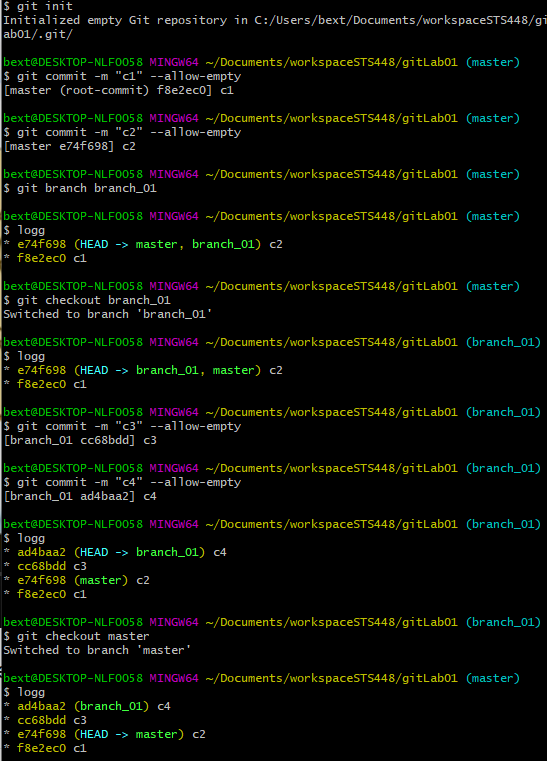 $ git init
Initialized empty Git repository in C:/Users/bext/Documents/workspaceSTS448/gitL
ab01/.git/
bext@DESKTOP-NLF0058 MINGW64 ~/Documents/workspaceSTS448/gitLab01 (master)
$ git commit -m "c1" --allow-empty
[master (root-commit) f8e2ec0] c1
bext@DESKTOP-NLF0058 MINGW64 ~/Documents/workspaceSTS448/gitLab01 (master)
$ git commit -m "c2" --allow-empty
[master e74f698] c2
bext@DESKTOP-NLF0058 MINGW64 ~/Documents/workspaceSTS448/gitLab01 (master)
$ git branch branch_01
bext@DESKTOP-NLF0058 MINGW64 ~/Documents/workspaceSTS448/gitLab01 (master)
$ logg
* e74f698 (HEAD -> master, branch_01) c2
* f8e2ec0 c1
bext@DESKTOP-NLF0058 MINGW64 ~/Documents/workspaceSTS448/gitLab01 (master)
$ git checkout branch_01
Switched to branch 'branch_01'
bext@DESKTOP-NLF0058 MINGW64 ~/Documents/workspaceSTS448/gitLab01 (branch_01)
$ logg
* e74f698 (HEAD -> branch_01, master) c2
* f8e2ec0 c1
bext@DESKTOP-NLF0058 MINGW64 ~/Documents/workspaceSTS448/gitLab01 (branch_01)
$ git commit -m "c3" --allow-empty
[branch_01 cc68bdd] c3
bext@DESKTOP-NLF0058 MINGW64 ~/Documents/workspaceSTS448/gitLab01 (branch_01)
$ git commit -m "c4" --allow-empty
[branch_01 ad4baa2] c4
bext@DESKTOP-NLF0058 MINGW64 ~/Documents/workspaceSTS448/gitLab01 (branch_01)
$ logg
* ad4baa2 (HEAD -> branch_01) c4
* cc68bdd c3
* e74f698 (master) c2
* f8e2ec0 c1
bext@DESKTOP-NLF0058 MINGW64 ~/Documents/workspaceSTS448/gitLab01 (branch_01)
$ git checkout master
Switched to branch 'master'
bext@DESKTOP-NLF0058 MINGW64 ~/Documents/workspaceSTS448/gitLab01 (master)
$ logg
* ad4baa2 (branch_01) c4
* cc68bdd c3
* e74f698 (HEAD -> master) c2
* f8e2ec0 c1